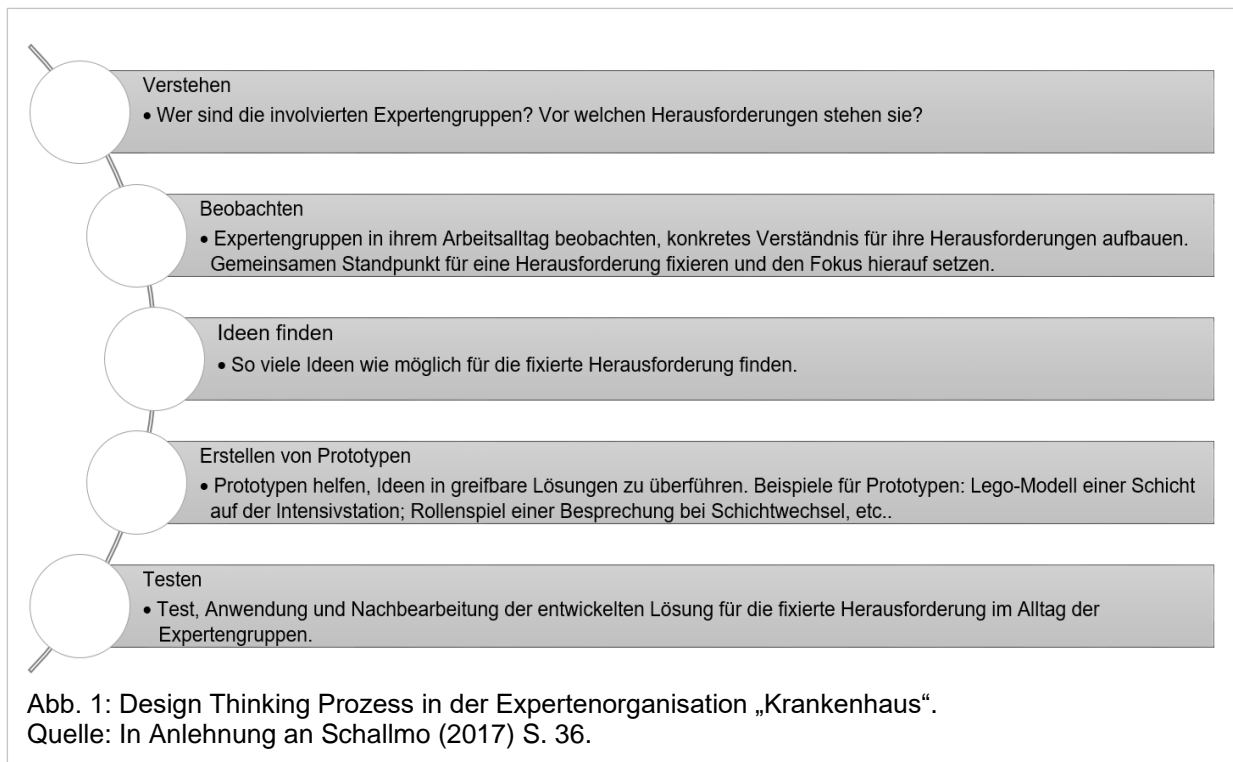 Verstehen
• Wer sind die involvierten Expertengruppen? Vor welchen Herausforderungen stehen sie?
Beobachten
• Expertengruppen in ihrem Arbeitsalltag beobachten, konkretes Verständnis für ihre Herausforderungen aufbauen.
Gemeinsamen Standpunkt für eine Herausforderung fixieren und den Fokus hierauf setzen.
Ideen finden
• So viele Ideen wie möglich für die fixierte Herausforderung finden.
Erstellen von Prototypen
• Prototypen helfen, Ideen in greifbare Lösungen zu überführen. Beispiele für Prototypen: Lego-Modell einer Schicht
auf der Intensivstation; Rollenspiel einer Besprechung bei Schichtwechsel, etc..
Testen
• Test, Anwendung und Nachbearbeitung der entwickelten Lösung für die fixierte Herausforderung im Alltag der
Expertengruppen.
Abb. 1: Design Thinking Prozess in der Expertenorganisation „Krankenhaus“.
Quelle: In Anlehnung an Schallmo (2017) S. 36.